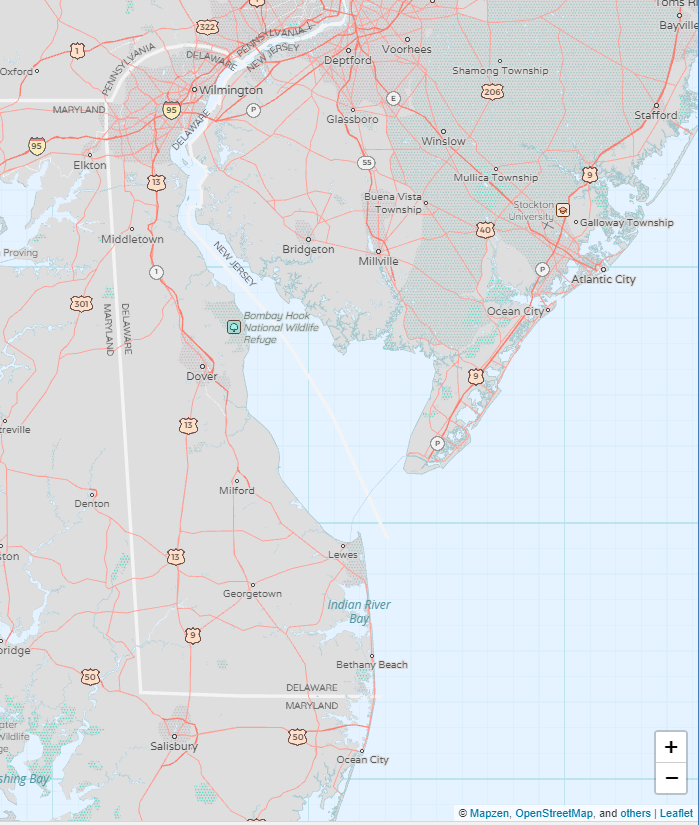 Toms Ri
Bayville
322
1
PENNSYLVANIA
DELAWARE
PENNSYLVANIA
NEW JERSEY
Voorhees
Deptford
Oxford
Shamong Township
Wilmington
206
MARYLAND
95
P
E
Glassboro
Stafford
DELAWARE
Winslow
95
Elkton
55
9
13
Mullica Township
Buena Vista
Township
Stockton
University
Galloway Township
40
Middletown
Bridgeton
Millville
NEW JERSEY
Proving
1
P
Atlantic City
301
DELAWARE
MARYLAND
Bombay Hook
National Wildlife
Refuge
Ocean City
Dover
9
13
treville
P
Milford
Denton
ston
13
Lewes
Georgetown
Indian River
Bay
9
bridge
Bethany Beach
50
DELAWARE
MARYLAND
ater
Wildlife
ge
50
Salisbury
Ocean City
shing Bay
+
−
© Mapzen, OpenStreetMap, and others | Leaflet